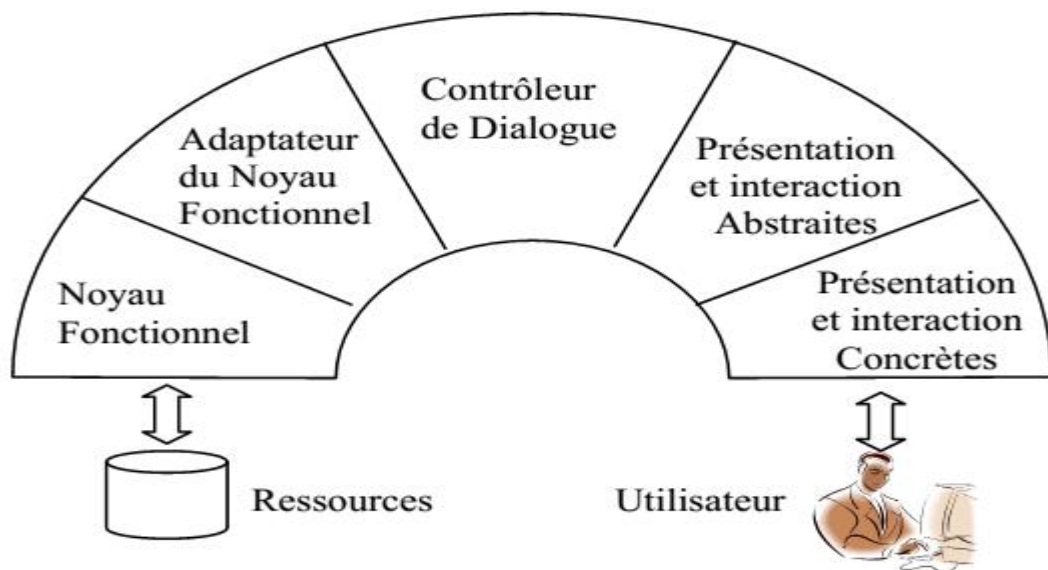 Contrôleur
de Dialogue
Adaptateur
du Noyau
Fonctionnel
Présentation
et interaction
Abstraites
Noyau
Fonctionnel
Présentation
et interaction
Concrètes
Ressources
Utilisateur